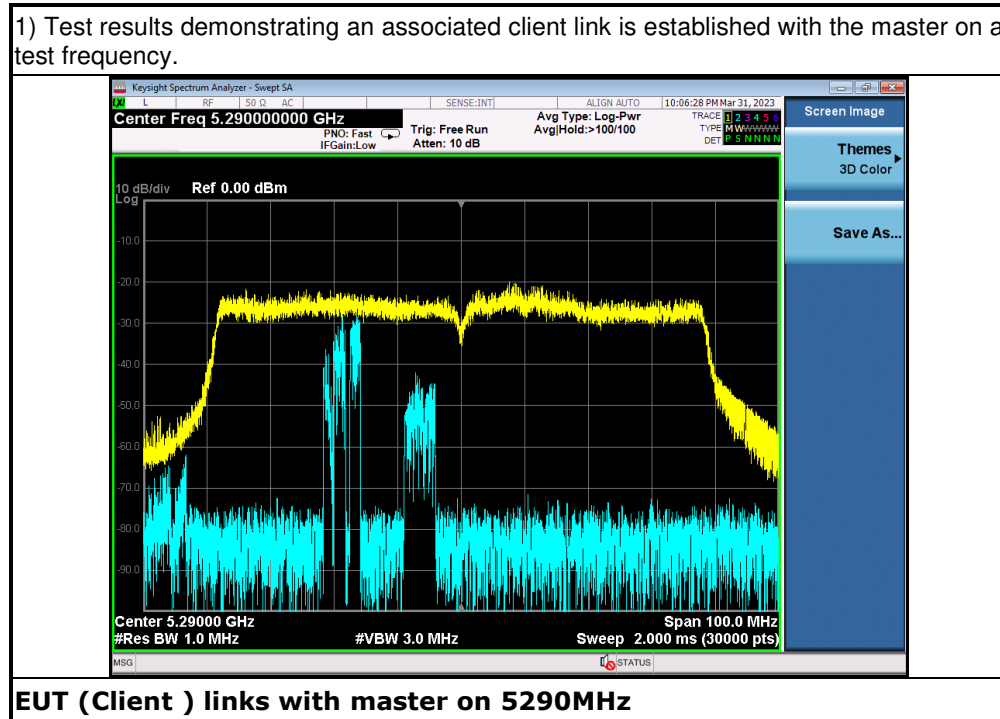 1) Test results demonstrating an associated client link is established with the master on a
test frequency.
Keysight Spectrum Analyzer - Swept SA
LXI L RF 50 Ω AC SENSE:INT ALIGN AUTO 10:06:28 PM Mar 31, 2023
Center Freq 5.290000000 GHz
PNO: Fast
IFGain:Low
Trig: Free Run
Atten: 10 dB
Avg Type: Log-Pwr
Avg|Hold:>100/100
TRACE 1 2 3 4 5 6
TYPE M WWWWWW
DET P S N N N N
Screen Image
Themes
3D Color
Save As...
10 dB/div Ref 0.00 dBm
Log
-10.0
-20.0
-30.0
-40.0
-50.0
-60.0
-70.0
-80.0
-90.0
Center 5.29000 GHz Span 100.0 MHz
#Res BW 1.0 MHz #VBW 3.0 MHz Sweep 2.000 ms (30000 pts)
MSG STATUS
EUT (Client ) links with master on 5290MHz